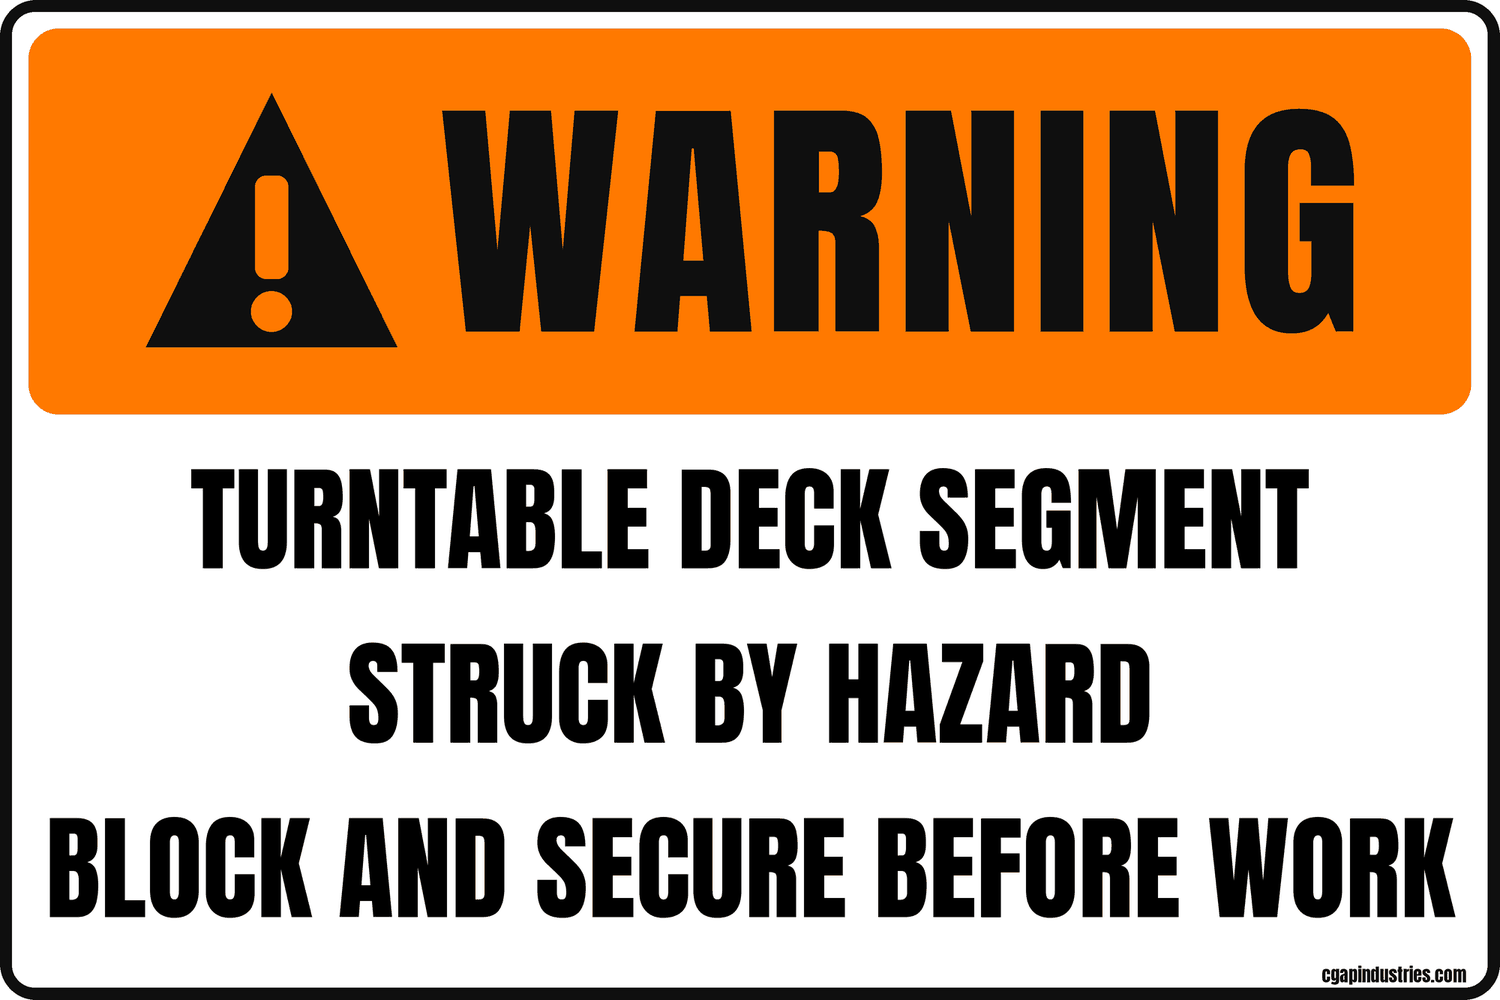 WARNING
TURNTABLE DECK SEGMENT
STRUCK BY HAZARD
BLOCK AND SECURE BEFORE WORK
cgapindustries.com